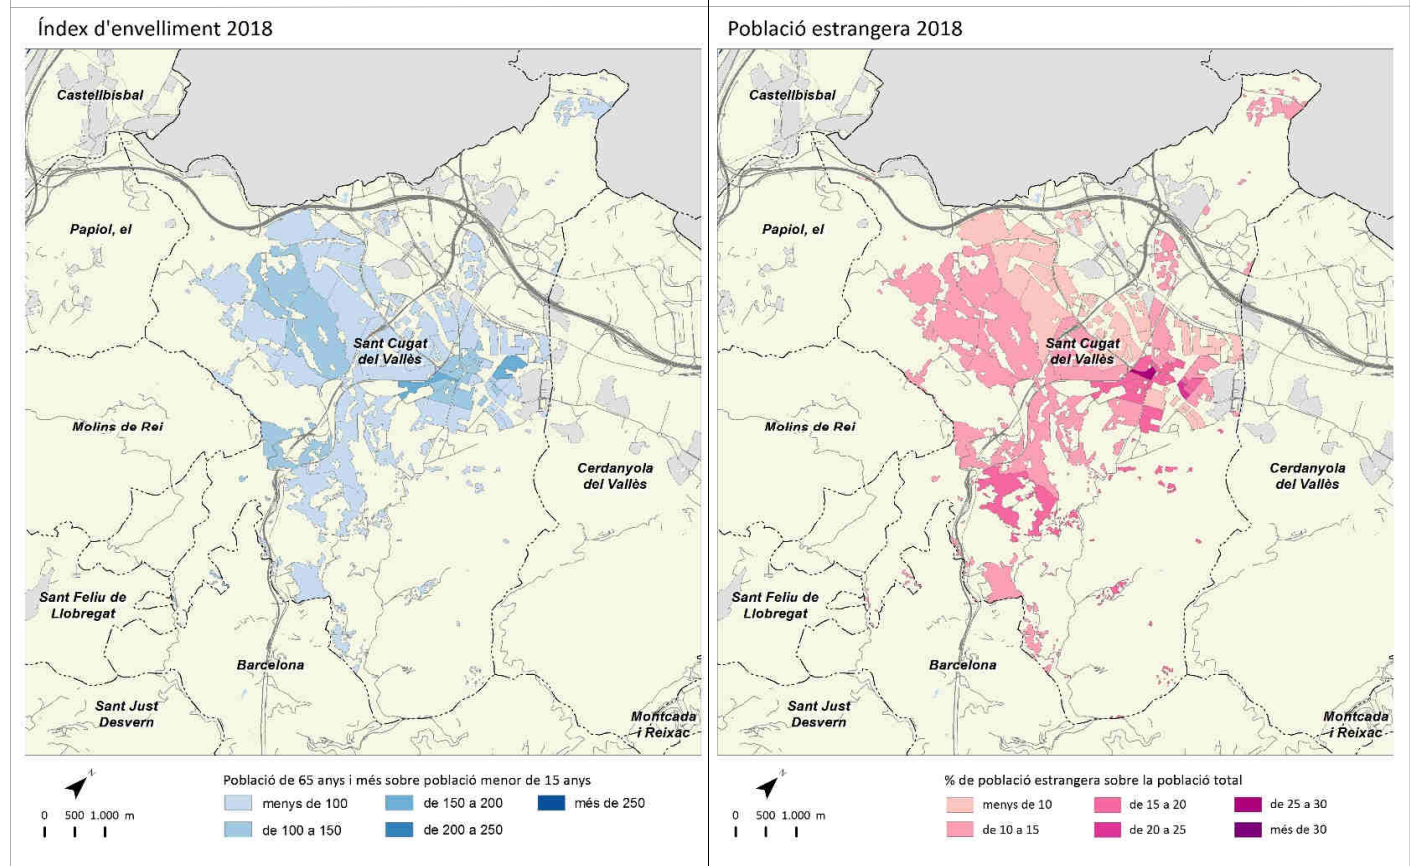 Índex d'envelliment 2018
Castellbisbal
Papiol, el
Sant Cugat
del Vallès
Molins de Rei
Cerdanyola
del Vallès
Sant Feliu de
Llobregat
Barcelona
Sant Just
Desvern
Montcada
i Reixac
N
0 500 1.000 m
Població de 65 anys i més sobre població menor de 15 anys
menys de 100
de 150 a 200
més de 250
de 100 a 150
de 200 a 250
Població estrangera 2018
Castellbisbal
Papiol, el
Sant Cugat
del Vallès
Molins de Rei
Cerdanyola
del Vallès
Sant Feliu de
Llobregat
Barcelona
Sant Just
Desvern
Montcada
i Reixac
N
0 500 1.000 m
% de població estrangera sobre la població total
menys de 10
de 15 a 20
de 25 a 30
de 10 a 15
de 20 a 25
més de 30